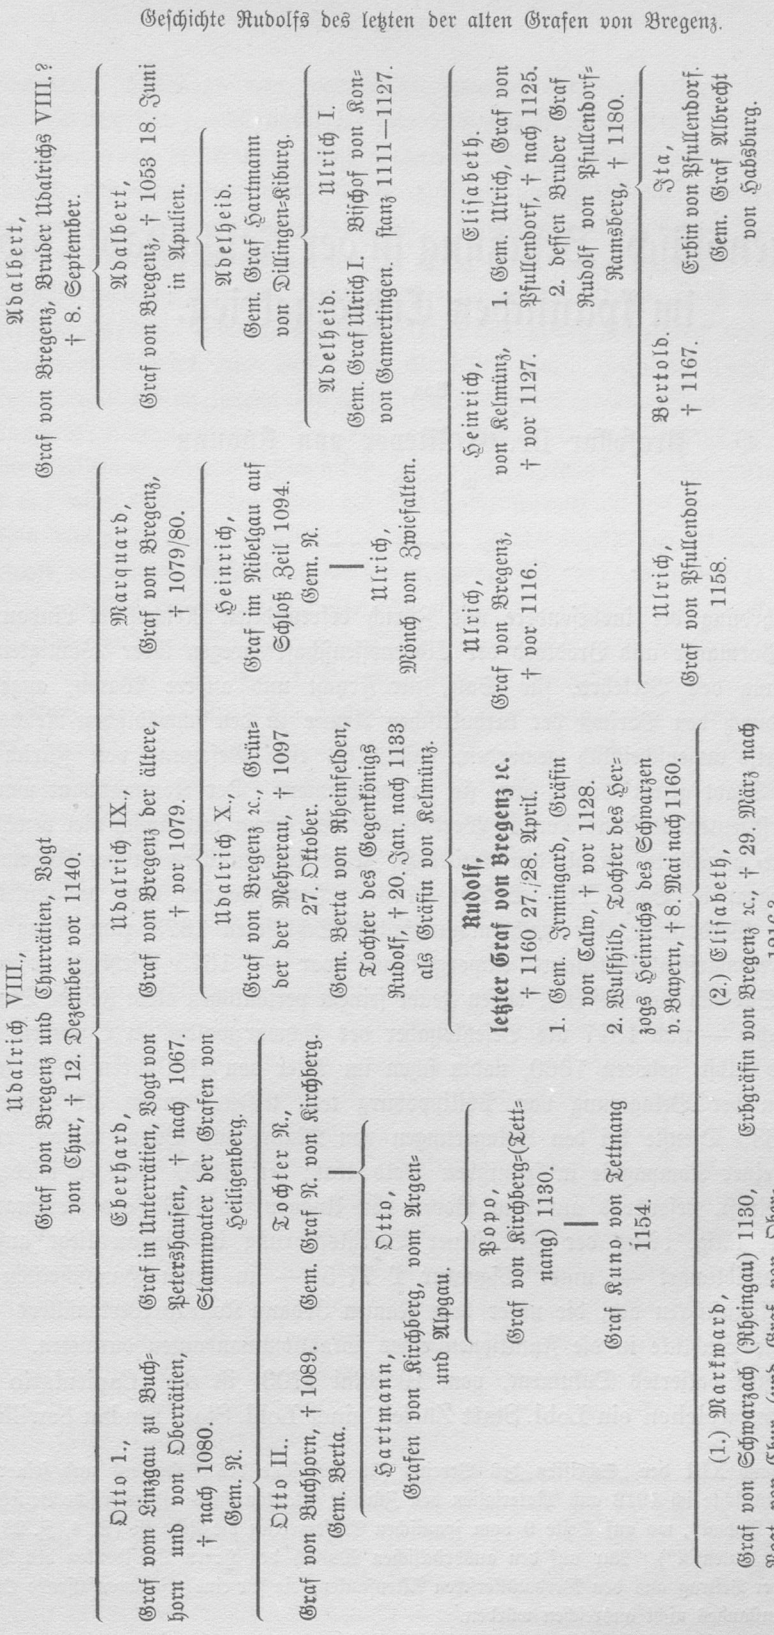 Geschichte Rudolfs des letzten der alten Grafen von Bregenz.
Udalrich VIII.,
Graf von Bregenz und Churrätien, Vogt
von Chur, † 12. Dezember vor 1140.
Adalbert,
Graf von Bregenz, Bruder Udalrichs VIII.?
† 8. September.
Otto I.,
Graf vom Linzgau zu Buch-
horn und von Oberrätien,
† nach 1080.
Gem. N.
Eberhard,
Graf in Unterrätien, Vogt von
Petershausen, † nach 1067.
Stammvater der Grafen von
Heiligenberg.
Udalrich IX.,
Graf von Bregenz der ältere,
† vor 1079.
Marquard,
Graf von Bregenz,
† 1079/80.
Adalbert,
Graf von Bregenz, † 1053 18. Juni
in Apulien.
Otto II..
Graf von Buchhorn, † 1089.
Gem. Berta.
Tochter N.,
Gem. Graf N. von Kirchberg.
Udalrich X.,
Graf von Bregenz ꝛc., Grün-
der der Mehrerau, † 1097
27. Oktober.
Gem. Berta von Rheinfelden,
Tochter des Gegenkönigs
Rudolf, † 20. Jan. nach 1133
als Gräfin von Kelmünz.
Heinrich,
Graf im Nibelgau auf
Schloß Zeil 1094.
Gem. N.
Ulrich,
Mönch von Zwiefalten.
Adelheid.
Gem. Graf Hartmann
von Dillingen-Kiburg.
Adelheid.
Gem. Graf Ulrich I.
von Gamertingen.
Ulrich I.
Bischof von Kon-
stanz 1111—1127.
Hartmann,
Otto,
Grafen von Kirchberg, vom Argen-
und Alpgau.
Popo,
Graf von Kirchberg-(Tett-
nang) 1130.
Graf Kuno von Tettnang
1154.
Rudolf,
letzter Graf von Bregenz ꝛc.
† 1160 27./28. April.
1. Gem. Irmingard, Gräfin
von Calw, † vor 1128.
2. Wulfhild, Tochter des Her-
zogs Heinrichs des Schwarzen
v. Bayern, † 8. Mai nach 1160.
Ulrich,
Graf von Bregenz,
† vor 1116.
Heinrich,
von Kelmünz,
† vor 1127.
Elisabeth.
1. Gem. Ulrich, Graf von
Pfullendorf, † nach 1125.
2. dessen Bruder Graf
Rudolf von Pfullendorf-
Ramsberg, † 1180.
Ulrich,
Graf von Pfullendorf
1158.
Bertold.
† 1167.
Ita,
Erbin von Pfullendorf.
Gem. Graf Albrecht
von Habsburg.
(1.) Markward,
Graf von Schwarzach (Rheingau) 1130,
(2.) Elisabeth,
Erbgräfin von Bregenz ꝛc., † 29. März nach